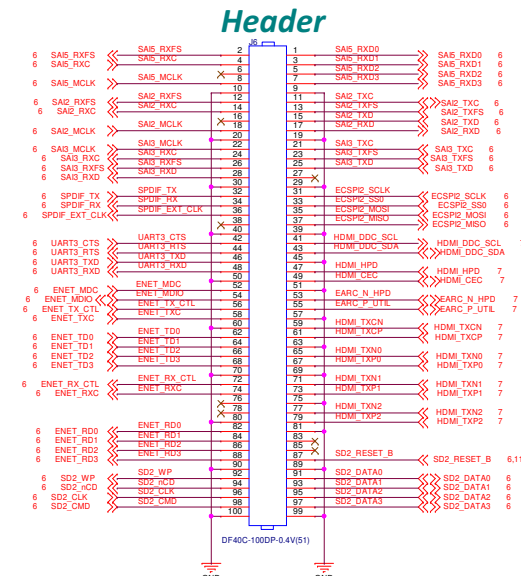 Header
J6
6 SAI5_RXFS SAI5_RXFS 2 1 SAI5_RXD0 SAI5_RXD0 6
6 SAI5_RXC SAI5_RXC 4 3 SAI5_RXD1 SAI5_RXD1 6
6 5 SAI5_RXD2 SAI5_RXD2 6
6 SAI5_MCLK SAI5_MCLK 8 7 SAI5_RXD3 SAI5_RXD3 6
10 9
6 SAI2_RXFS SAI2_RXFS 12 11 SAI2_TXC SAI2_TXC 6
6 SAI2_RXC SAI2_RXC 14 13 SAI2_TXFS SAI2_TXFS 6
16 15 SAI2_TXD SAI2_TXD 6
6 SAI2_MCLK SAI2_MCLK 18 17 SAI2_RXD SAI2_RXD 6
20 19
6 SAI3_MCLK SAI3_MCLK 22 21 SAI3_TXC SAI3_TXC 6
6 SAI3_RXC SAI3_RXC 24 23 SAI3_TXFS SAI3_TXFS 6
6 SAI3_RXFS SAI3_RXFS 26 25 SAI3_TXD SAI3_TXD 6
6 SAI3_RXD SAI3_RXD 28 27
30 29
6 SPDIF_TX SPDIF_TX 32 31 ECSPI2_SCLK ECSPI2_SCLK 6
6 SPDIF_RX SPDIF_RX 34 33 ECSPI2_SS0 ECSPI2_SS0 6
6 SPDIF_EXT_CLK SPDIF_EXT_CLK 36 35 ECSPI2_MOSI ECSPI2_MOSI 6
38 37 ECSPI2_MISO ECSPI2_MISO 6
40 39
6 UART3_CTS UART3_CTS 42 41 HDMI_DDC_SCL HDMI_DDC_SCL 7
6 UART3_RTS UART3_RTS 44 43 HDMI_DDC_SDA HDMI_DDC_SDA
6 UART3_TXD UART3_TXD 46 45
6 UART3_RXD UART3_RXD 48 47 HDMI_HPD HDMI_HPD 7
50 49 HDMI_CEC HDMI_CEC 7
6 ENET_MDC ENET_MDC 52 51
6 ENET_MDIO ENET_MDIO 54 53 EARC_N_HPD EARC_N_HPD 7
6 ENET_TX_CTL ENET_TX_CTL 56 55 EARC_P_UTIL EARC_P_UTIL 7
6 ENET_TXC ENET_TXC 58 57
60 59 HDMI_TXCN HDMI_TXCN 7
6 ENET_TD0 ENET_TD0 62 61 HDMI_TXCP HDMI_TXCP 7
6 ENET_TD1 ENET_TD1 64 63
6 ENET_TD2 ENET_TD2 66 65 HDMI_TXN0 HDMI_TXN0 7
6 ENET_TD3 ENET_TD3 68 67 HDMI_TXP0 HDMI_TXP0 7
70 69
6 ENET_RX_CTL ENET_RX_CTL 72 71 HDMI_TXN1 HDMI_TXN1 7
6 ENET_RXC ENET_RXC 74 73 HDMI_TXP1 HDMI_TXP1 7
76 75
78 77 HDMI_TXN2 HDMI_TXN2 7
80 79 HDMI_TXP2 HDMI_TXP2 7
6 ENET_RD0 ENET_RD0 82 81
6 ENET_RD1 ENET_RD1 84 83
6 ENET_RD2 ENET_RD2 86 85
6 ENET_RD3 ENET_RD3 88 87 SD2_RESET_B SD2_RESET_B 6,11
90 89
6 SD2_WP SD2_WP 92 91 SD2_DATA0 SD2_DATA0 6
6 SD2_nCD SD2_nCD 94 93 SD2_DATA1 SD2_DATA1 6
6 SD2_CLK SD2_CLK 96 95 SD2_DATA2 SD2_DATA2 6
6 SD2_CMD SD2_CMD 98 97 SD2_DATA3 SD2_DATA3 6
100 99
DF40C-100DP-0.4V(51)